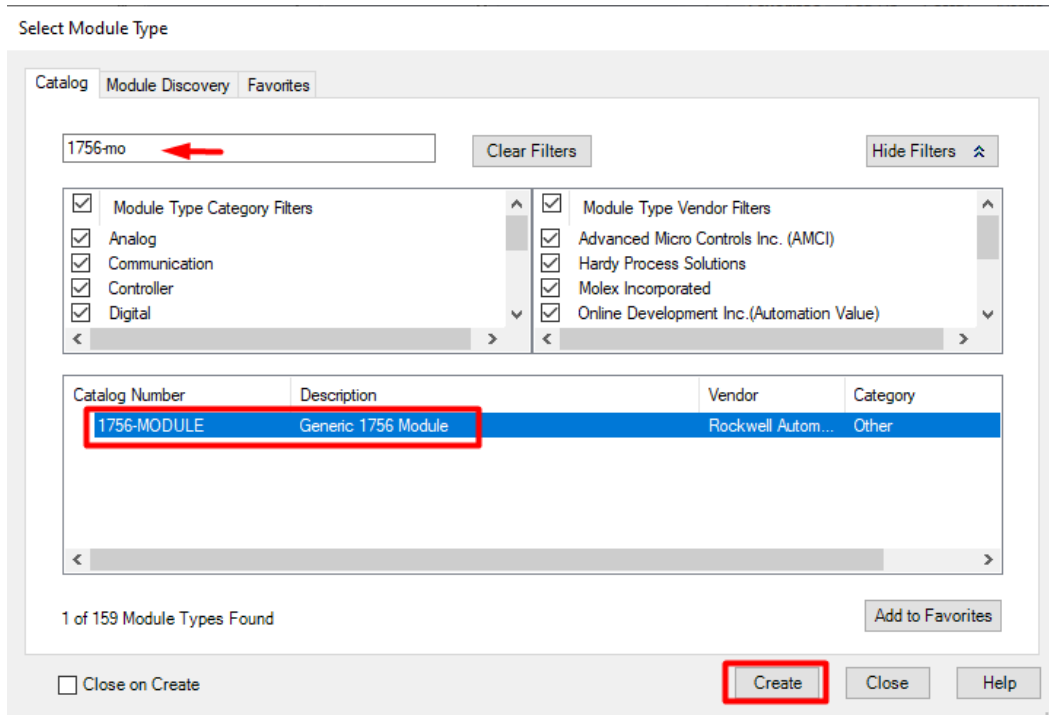 Select Module Type
Catalog Module Discovery Favorites
1756-mo Clear Filters Hide Filters
Module Type Category Filters
Analog
Communication
Controller
Digital
Module Type Vendor Filters
Advanced Micro Controls Inc. (AMCI)
Hardy Process Solutions
Molex Incorporated
Online Development Inc.(Automation Value)
Catalog Number Description Vendor Category
1756-MODULE Generic 1756 Module Rockwell Autom... Other
1 of 159 Module Types Found Add to Favorites
Close on Create Create Close Help